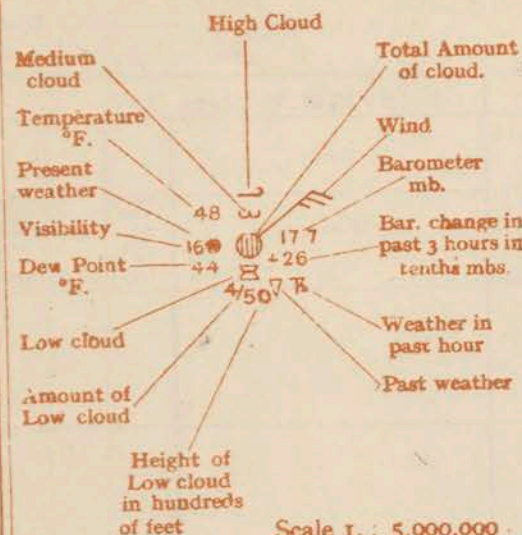 High Cloud
Medium
cloud
Total Amount
of cloud.
Temperature
°F.
Wind
Present
weather
Barometer
mb.
48
Visibility
16
177
Bar. change in
past 3 hours in
tenths mbs.
+26
Dew Point
°F.
44
4/50
Low cloud
Weather in
past hour
Amount of
Low cloud
Past weather
Height of
Low cloud
in hundreds
of feet
Scale 1. : 5,000,000